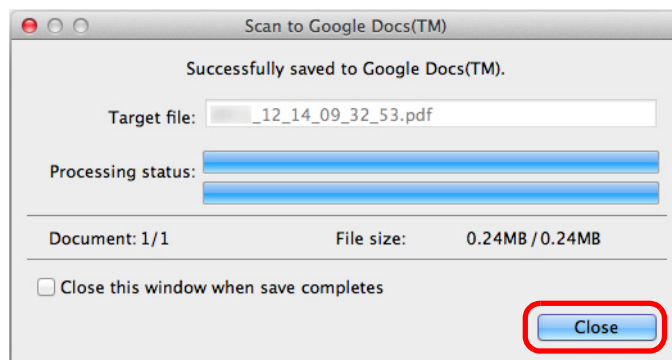 Scan to Google Docs(TM)
Successfully saved to Google Docs(TM).
Target file: _12_14_09_32_53.pdf
Processing status:
Document: 1/1 File size: 0.24MB / 0.24MB
Close this window when save completes
Close